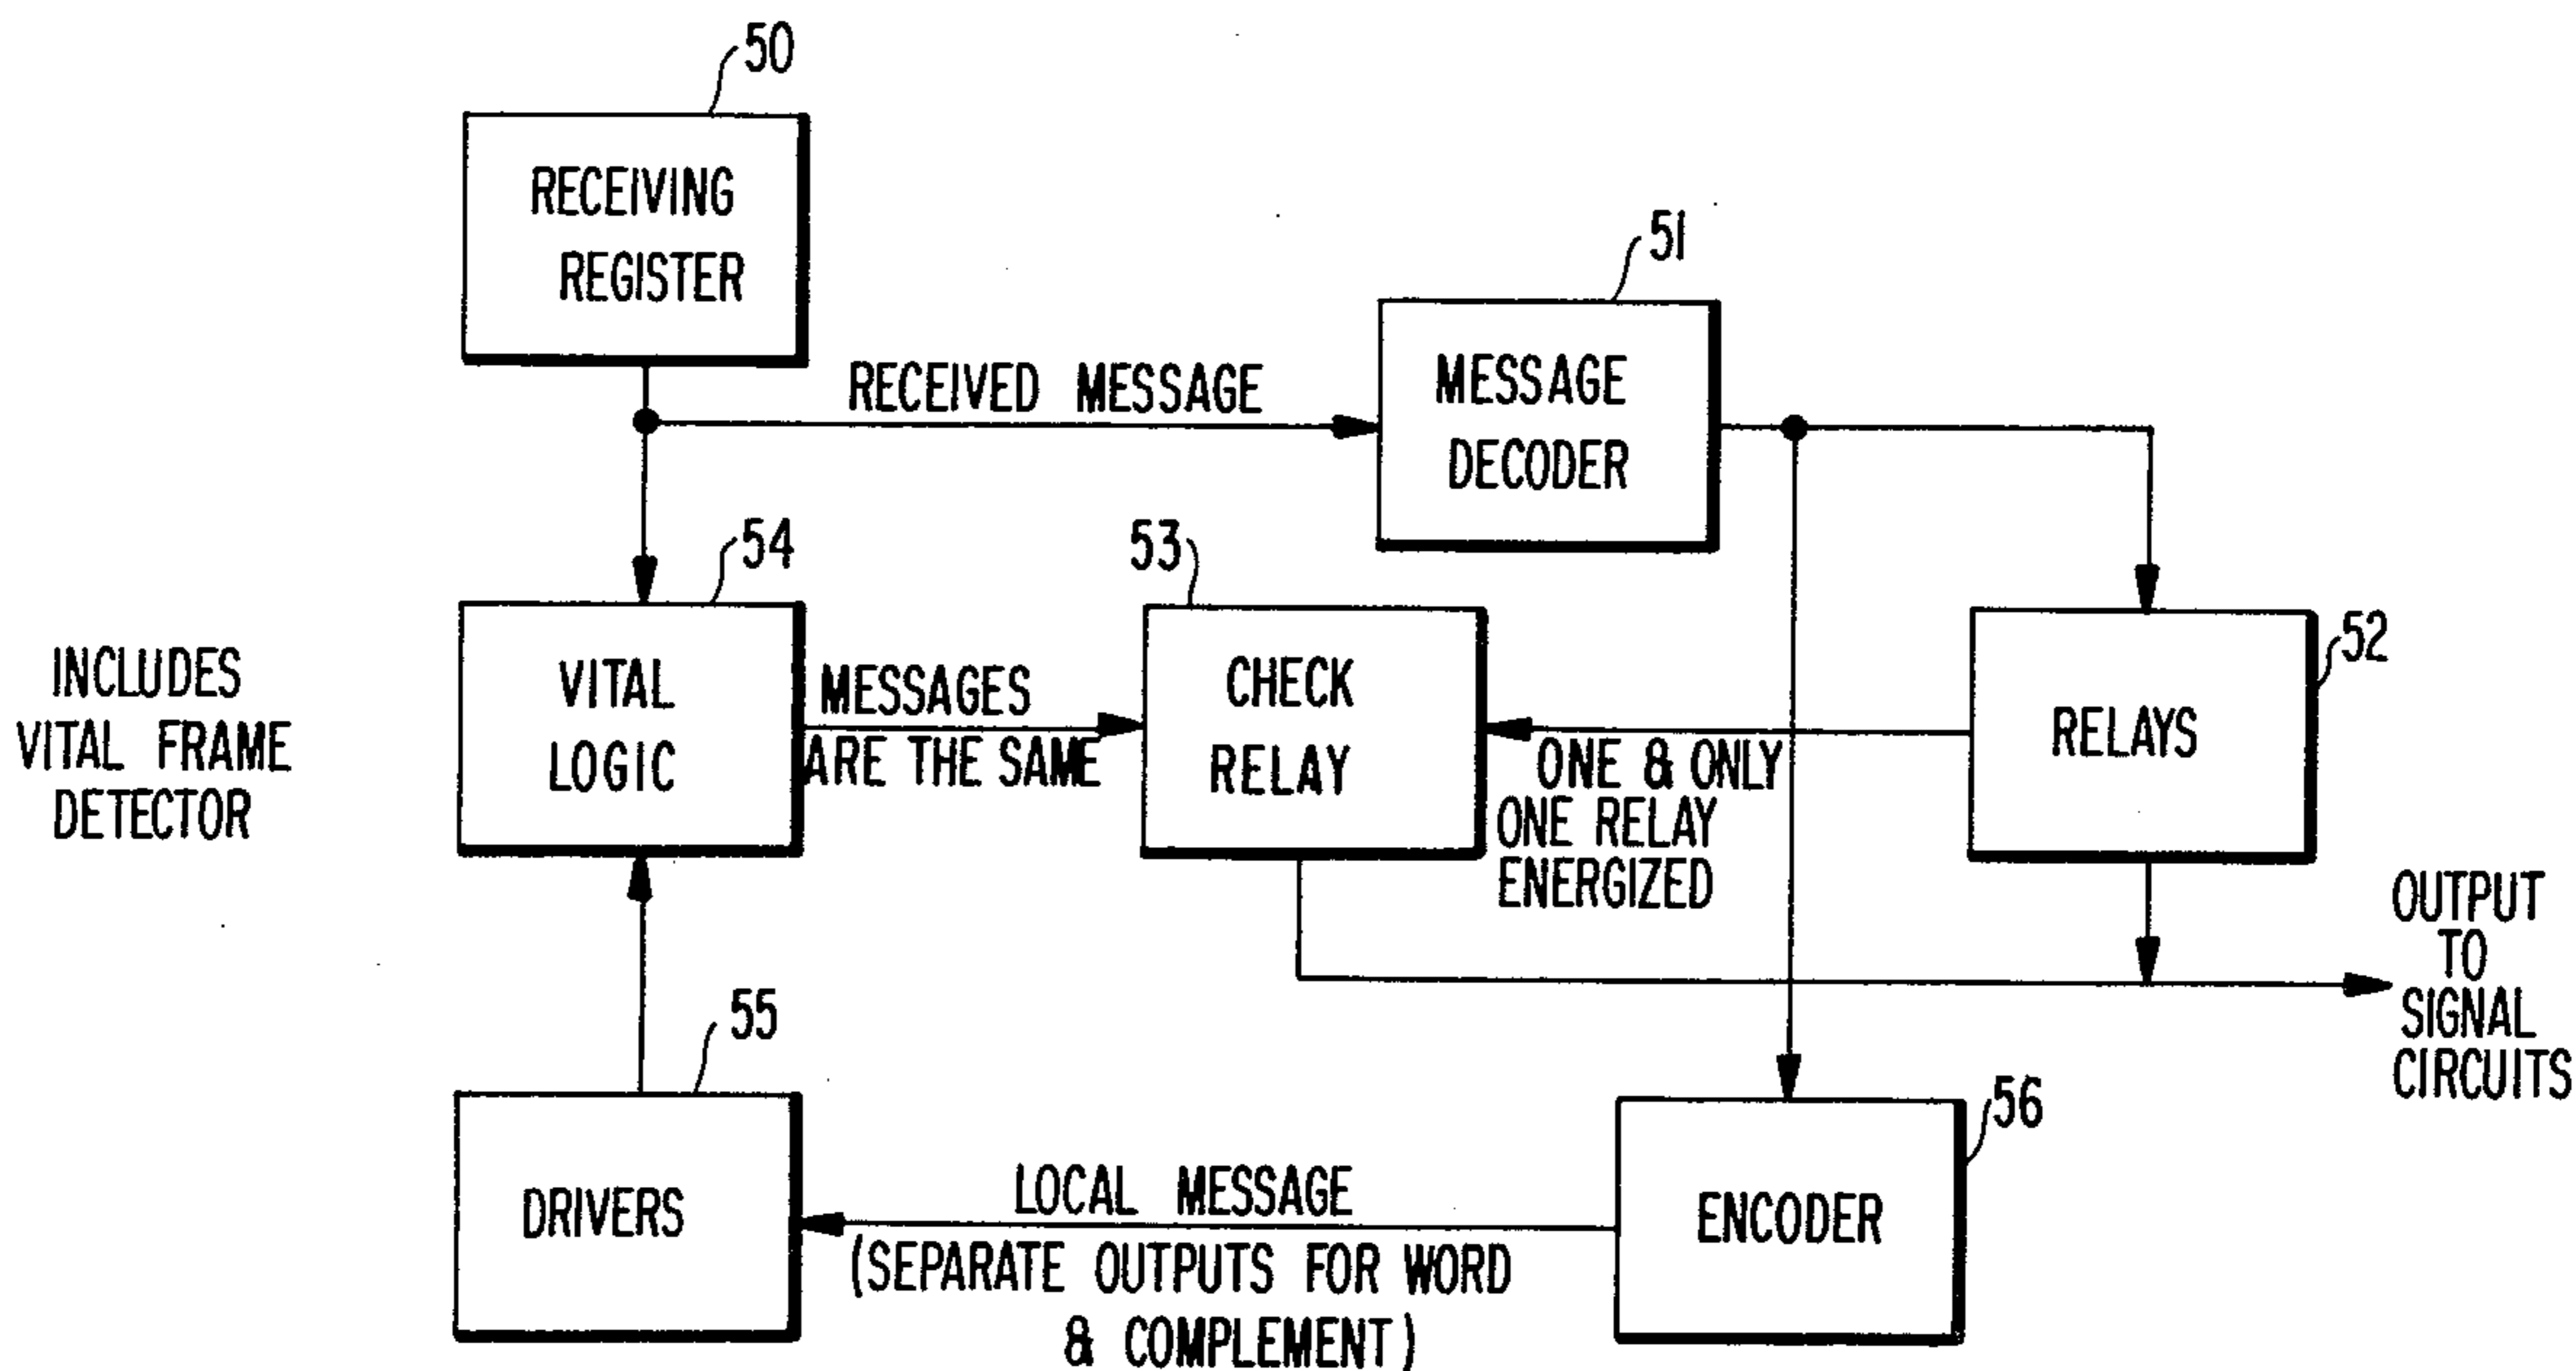 50
RECEIVING
REGISTER
51
RECEIVED MESSAGE
MESSAGE
DECODER
54
53
52
INCLUDES
VITAL FRAME
DETECTOR
VITAL
LOGIC
MESSAGES
ARE THE SAME
CHECK
RELAY
ONE & ONLY
ONE RELAY
ENERGIZED
RELAYS
OUTPUT
TO
SIGNAL
CIRCUITS
55
56
DRIVERS
LOCAL MESSAGE
(SEPARATE OUTPUTS FOR WORD
& COMPLEMENT)
ENCODER